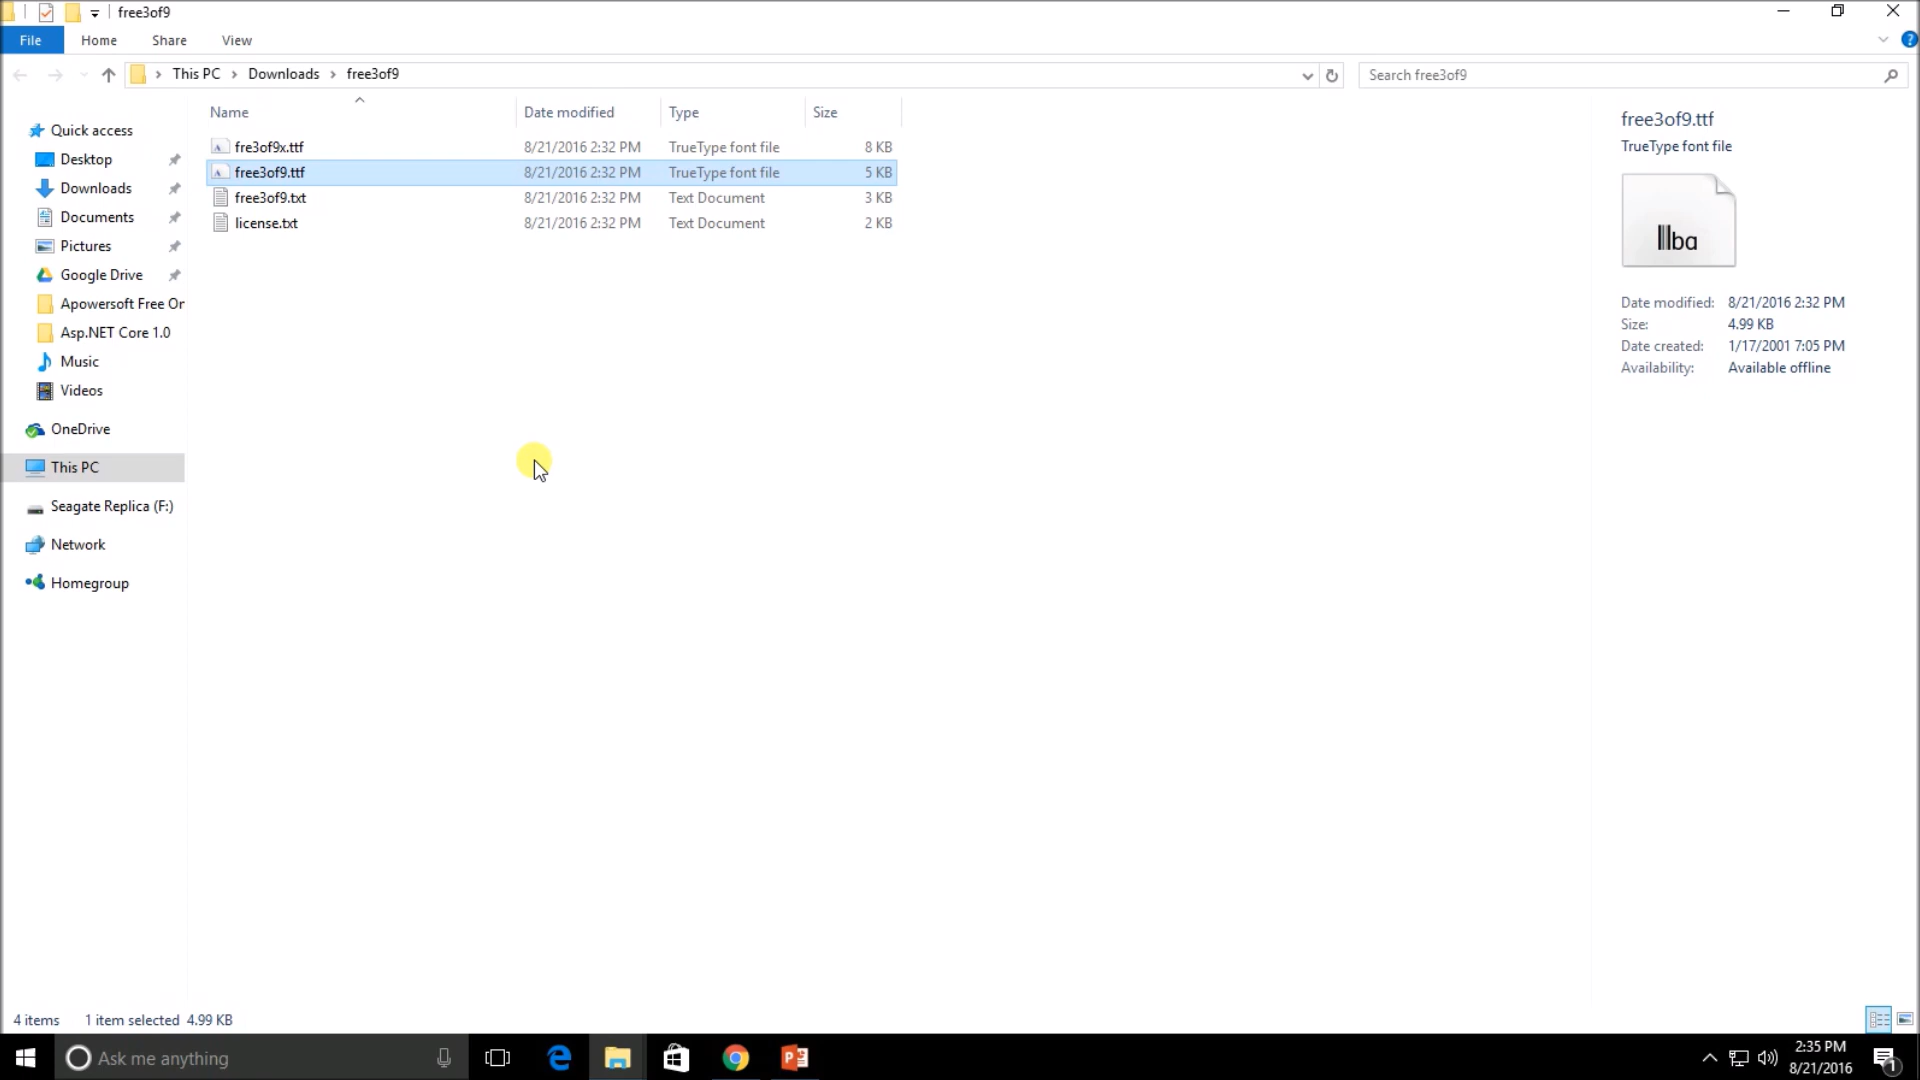 free3of9
File Home Share View
This PC Downloads free3of9
Search free3of9
Name Date modified Type Size
fre3of9x.ttf 8/21/2016 2:32 PM TrueType font file 8 KB
free3of9.ttf 8/21/2016 2:32 PM TrueType font file 5 KB
free3of9.txt 8/21/2016 2:32 PM Text Document 3 KB
license.txt 8/21/2016 2:32 PM Text Document 2 KB
Quick access
Desktop
Downloads
Documents
Pictures
Google Drive
Apowersoft Free Or
Asp.NET Core 1.0
Music
Videos
OneDrive
This PC
Seagate Replica (F:)
Network
Homegroup
free3of9.ttf
TrueType font file
ba
Date modified: 8/21/2016 2:32 PM
Size: 4.99 KB
Date created: 1/17/2001 7:05 PM
Availability: Available offline
4 items 1 item selected 4.99 KB
Ask me anything
2:35 PM
8/21/2016
1